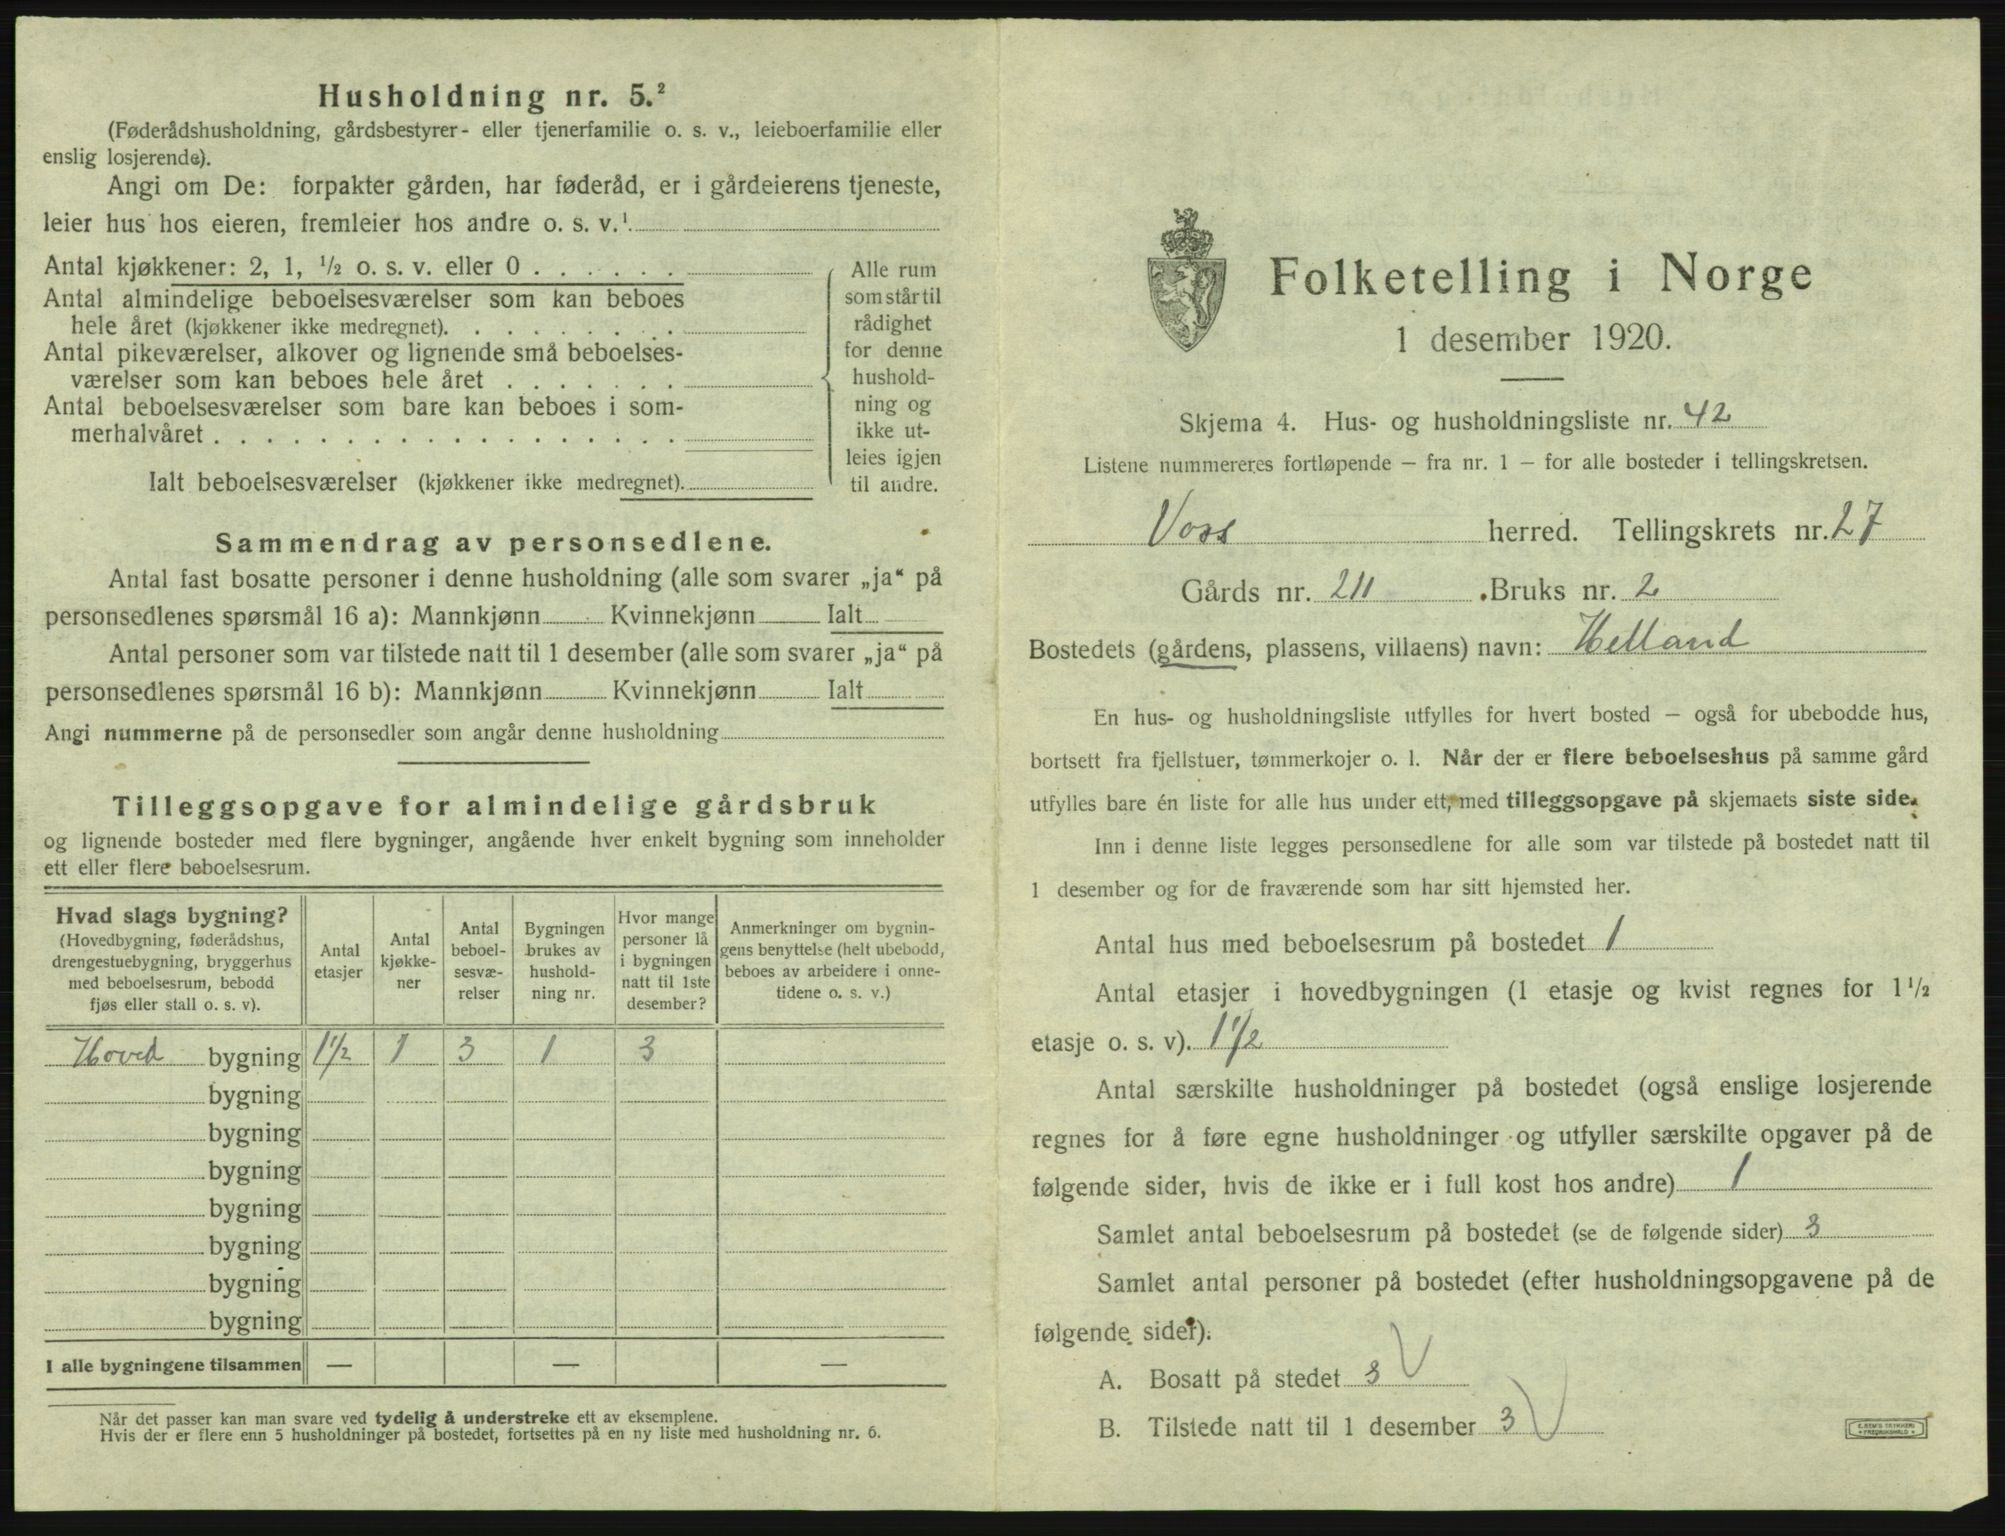 Husholdning nr. 5.²
(Føderådshusholdning, gårdsbestyrer- eller tjenerfamilie o. s. v., leieboerfamilie eller
enslig losjerende).
Angi om De: forpakter gården, har føderåd, er i gårdeierens tjeneste,
leier hus hos eieren, fremleier hos andre o. s. v.¹
Antal kjøkkener: 2, 1, ½ o. s. v. eller 0 . . . . . .
Antal almindelige beboelsesværelser som kan beboes
hele året (kjøkkener ikke medregnet). . . . . . . . .
Antal pikeværelser, alkover og lignende små beboelses-
værelser som kan beboes hele året . . . . . . .
Antal beboelsesværelser som bare kan beboes i som-
merhalvåret . . . . . . . . . . . . . . . . . .
Ialt beboelsesværelser (kjøkkener ikke medregnet).
Alle rum
som står til
rådighet
for denne
hushold-
ning og
ikke ut-
leies igjen
til andre.
Sammendrag av personsedlene.
Antal fast bosatte personer i denne husholdning (alle som svarer „ja“ på
personsedlenes spørsmål 16 a): Mannkjønn Kvinnekjønn Ialt
Antal personer som var tilstede natt til 1 desember (alle som svarer „ja“ på
personsedlenes spørsmål 16 b): Mannkjønn Kvinnekjønn Ialt
Angi nummerne på de personsedler som angår denne husholdning
Tilleggsopgave for almindelige gårdsbruk
og lignende bosteder med flere bygninger, angående hver enkelt bygning som inneholder
ett eller flere beboelsesrum.
Hvad slags bygning?
(Hovedbygning, føderådshus,
drengestuebygning, bryggerhus
med beboelsesrum, bebodd
fjøs eller stall o. s. v).
Antal
etasjer
Antal
kjøkke-
ner
Antal
beboel-
sesvæ-
relser
Bygningen
brukes av
hushold-
ning nr.
Hvor mange
personer lå
i bygningen
natt til 1ste
desember?
Anmerkninger om bygnin-
gens benyttelse (helt ubebodd,
beboes av arbeidere i onne-
tidene o. s. v.)
Hoved bygning 1½ 1 3 1 3
bygning
bygning
bygning
bygning
bygning
bygning
bygning
I alle bygningene tilsammen — — —
Når det passer kan man svare ved tydelig å understreke ett av eksemplene.
Hvis der er flere enn 5 husholdninger på bostedet, fortsettes på en ny liste med husholdning nr. 6.
Folketelling i Norge
1 desember 1920.
Skjema 4. Hus- og husholdningsliste nr. 42
Listene nummereres fortløpende – fra nr. 1 – for alle bosteder i tellingskretsen.
Voss herred. Tellingskrets nr. 27
Gårds nr. 211 Bruks nr. 2
Bostedets (gårdens, plassens, villaens) navn: Helland
En hus- og husholdningsliste utfylles for hvert bosted – også for ubebodde hus,
bortsett fra fjellstuer, tømmerkojer o. l. Når der er flere beboelseshus på samme gård
utfylles bare én liste for alle hus under ett, med tilleggsopgave på skjemaets siste side.
Inn i denne liste legges personsedlene for alle som var tilstede på bostedet natt til
1 desember og for de fraværende som har sitt hjemsted her.
Antal hus med beboelsesrum på bostedet 1
Antal etasjer i hovedbygningen (1 etasje og kvist regnes for 1½
etasje o. s. v). 1½
Antal særskilte husholdninger på bostedet (også enslige losjerende
regnes for å føre egne husholdninger og utfyller særskilte opgaver på de
følgende sider, hvis de ikke er i full kost hos andre) 1
Samlet antal beboelsesrum på bostedet (se de følgende sider) 3
Samlet antal personer på bostedet (efter husholdningsopgavene på de
følgende sider).
A. Bosatt på stedet 3
B. Tilstede natt til 1 desember 3